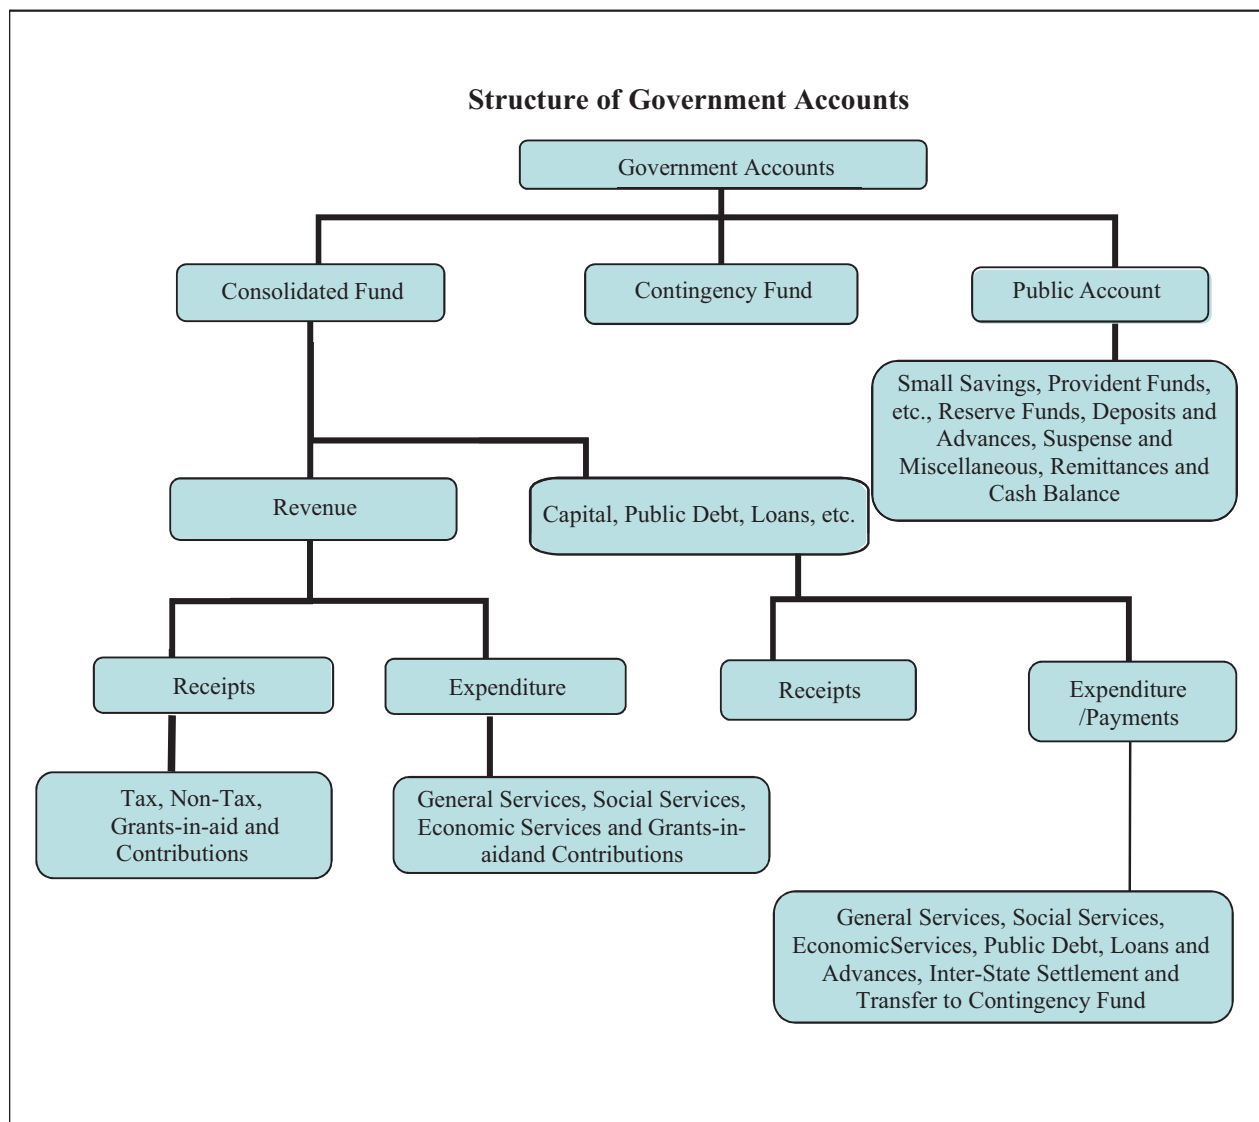 Structure of Government Accounts
Government Accounts
Consolidated Fund
Contingency Fund
Public Account
Small Savings, Provident Funds,
etc., Reserve Funds, Deposits and
Advances, Suspense and
Miscellaneous, Remittances and
Cash Balance
Revenue
Capital, Public Debt, Loans, etc.
Receipts
Expenditure
Receipts
Expenditure
/Payments
Tax, Non-Tax,
Grants-in-aid and
Contributions
General Services, Social Services,
Economic Services and Grants-in-
aidand Contributions
General Services, Social Services,
EconomicServices, Public Debt, Loans and
Advances, Inter-State Settlement and
Transfer to Contingency Fund